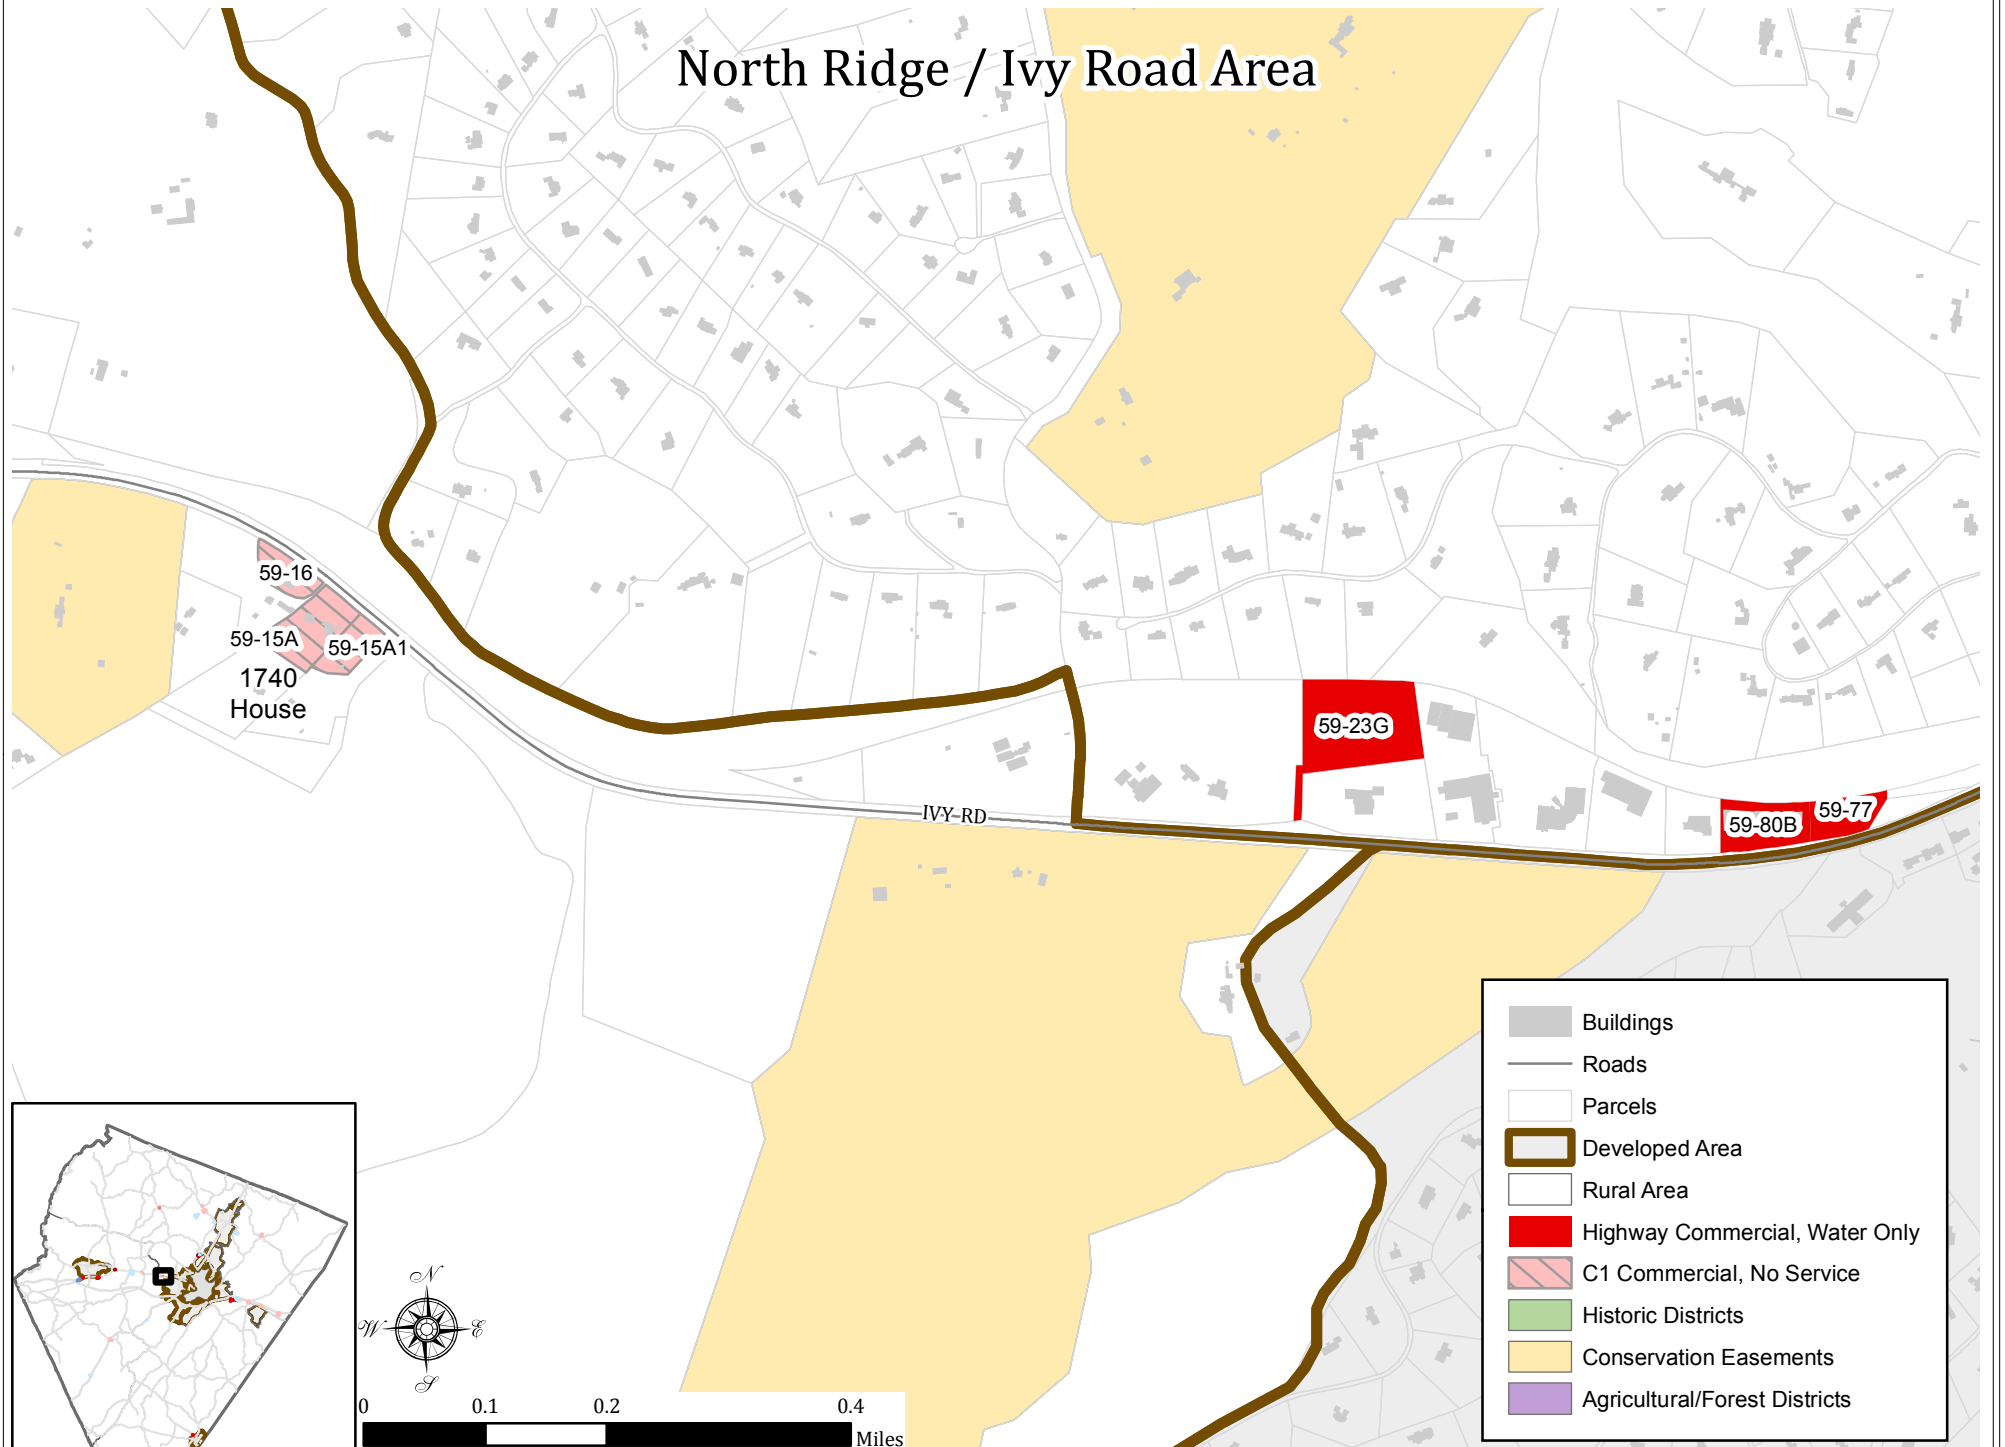 North Ridge / Ivy Road Area
59-16
59-15A
59-15A1
1740
House
59-23G
IVY RD
59-80B
59-77
Buildings
Roads
Parcels
Developed Area
Rural Area
Highway Commercial, Water Only
C1 Commercial, No Service
Historic Districts
Conservation Easements
Agricultural/Forest Districts
N
W
E
S
0
0.1
0.2
0.4
Miles